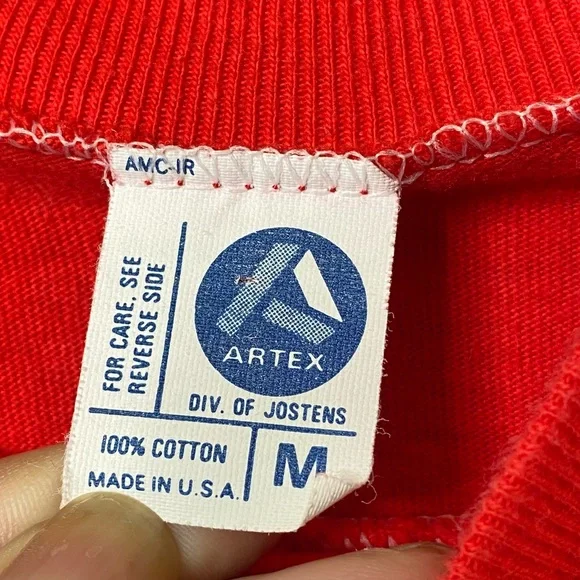 AMC-IR
FOR CARE, SEE
REVERSE SIDE
ARTEX
DIV. OF JOSTENS
100% COTTON
MADE IN U.S.A.
M